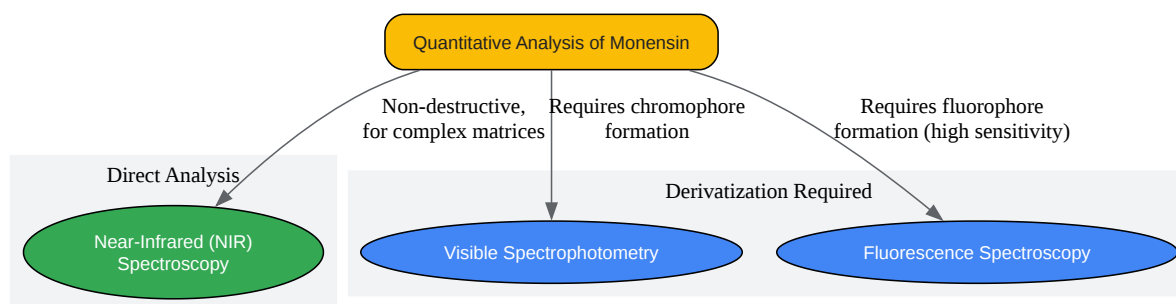 Quantitative Analysis of Monensin
Non-destructive,
for complex matrices
Requires chromophore
formation
Requires fluorophore
formation (high sensitivity)
Direct Analysis
Derivatization Required
Near-Infrared (NIR)
Spectroscopy
Visible Spectrophotometry
Fluorescence Spectroscopy